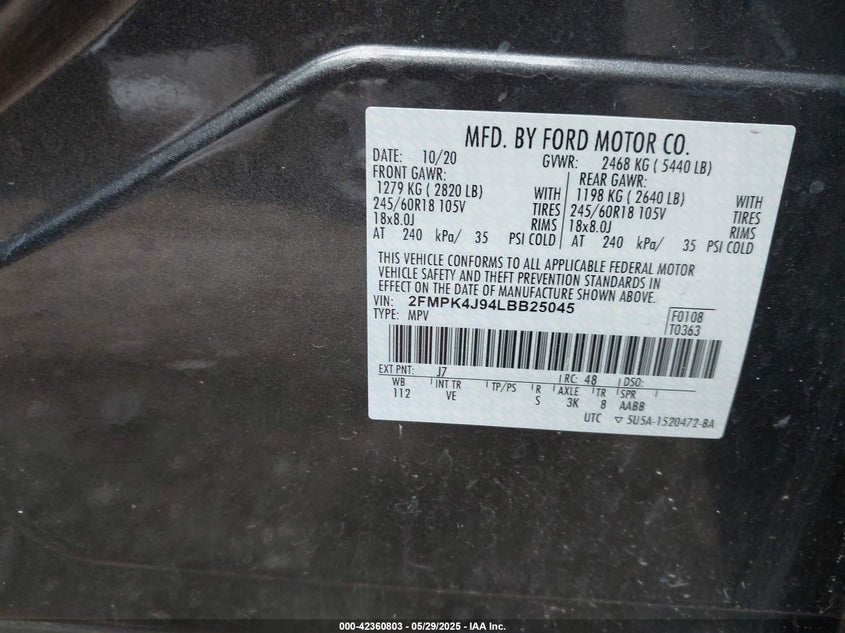 MFD. BY FORD MOTOR CO.
DATE: 10/20 GVWR: 2468 KG ( 5440 LB)
FRONT GAWR: REAR GAWR:
1279 KG ( 2820 LB) WITH 1198 KG ( 2640 LB) WITH
245/60R18 105V TIRES 245/60R18 105V TIRES
18x8.0J RIMS 18x8.0J RIMS
AT 240 kPa/ 35 PSI COLD AT 240 kPa/ 35 PSI COLD
THIS VEHICLE CONFORMS TO ALL APPLICABLE FEDERAL MOTOR
VEHICLE SAFETY AND THEFT PREVENTION STANDARDS IN
EFFECT ON THE DATE OF MANUFACTURE SHOWN ABOVE.
VIN: 2FMPK4J94LBB25045 F0108
TYPE: MPV T0363
EXT PNT: J7 RC: 48 DSO:
WB INT TR TP/PS R AXLE TR SPR
112 VE S 3K 8 AABB
UTC ▽ 5U5A-1520472-BA
000-42360803 - 05/29/2025 - IAA Inc.